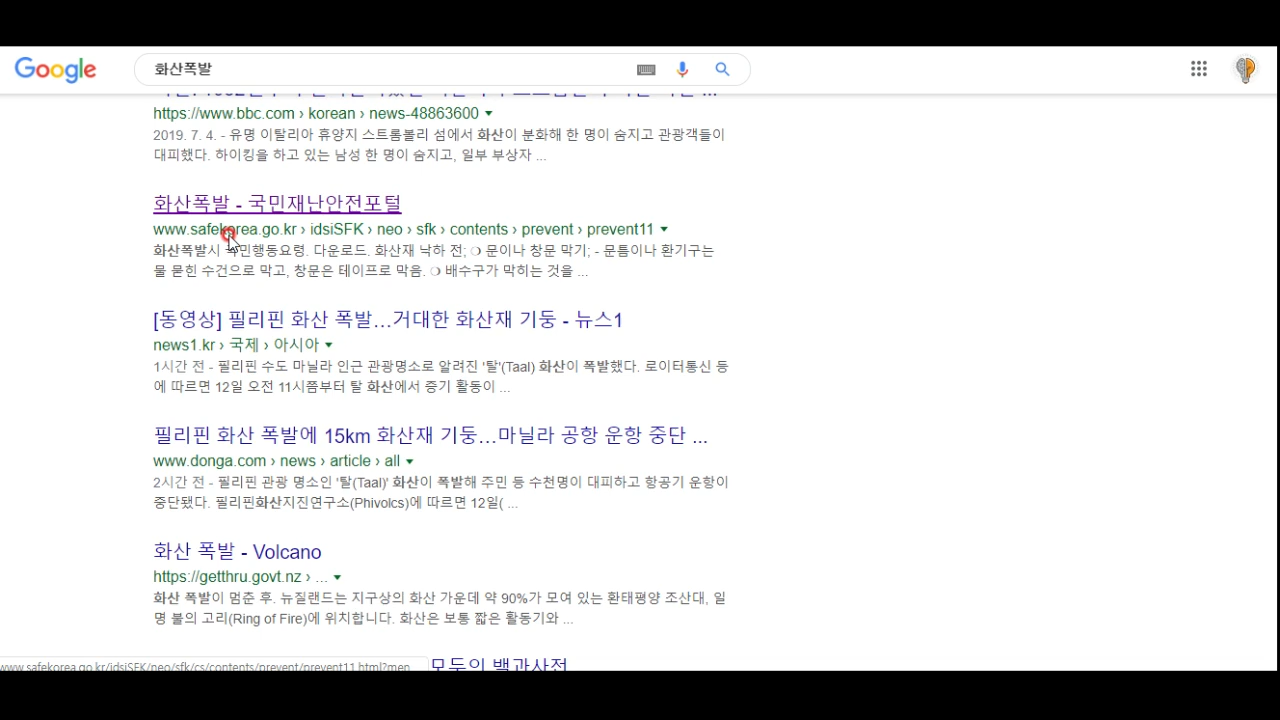 Google
화산폭발
https://www.bbc.com › korean › news-48863600
2019. 7. 4. - 유명 이탈리아 휴양지 스트롬볼리 섬에서 화산이 분화해 한 명이 숨지고 관광객들이
대피했다. 하이킹을 하고 있는 남성 한 명이 숨지고, 일부 부상자 ...
화산폭발 - 국민재난안전포털
www.safekorea.go.kr › idsiSFK › neo › sfk › contents › prevent › prevent11
화산폭발시 국민행동요령. 다운로드. 화산재 낙하 전; ❍ 문이나 창문 막기; - 문틈이나 환기구는
물 묻힌 수건으로 막고, 창문은 테이프로 막음. ❍ 배수구가 막히는 것을 ...
[동영상] 필리핀 화산 폭발…거대한 화산재 기둥 - 뉴스1
news1.kr › 국제 › 아시아
1시간 전 - 필리핀 수도 마닐라 인근 관광명소로 알려진 '탈'(Taal) 화산이 폭발했다. 로이터통신 등
에 따르면 12일 오전 11시쯤부터 탈 화산에서 증기 활동이 ...
필리핀 화산 폭발에 15km 화산재 기둥…마닐라 공항 운항 중단 ...
www.donga.com › news › article › all
2시간 전 - 필리핀 관광 명소인 '탈(Taal)' 화산이 폭발해 주민 등 수천명이 대피하고 항공기 운항이
중단됐다. 필리핀화산지진연구소(Phivolcs)에 따르면 12일( ...
화산 폭발 - Volcano
https://getthru.govt.nz › ...
화산 폭발이 멈춘 후. 뉴질랜드는 지구상의 화산 가운데 약 90%가 모여 있는 환태평양 조산대, 일
명 불의 고리(Ring of Fire)에 위치합니다. 화산은 보통 짧은 활동기와 ...
www.safekorea.go.kr/idsiSFK/neo/sfk/cs/contents/prevent/prevent11.html?men... 모두의 백과사전